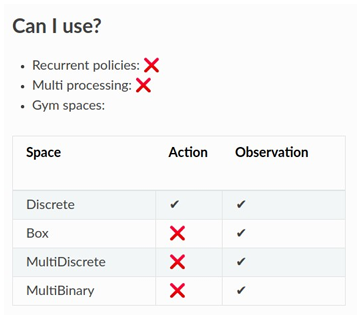 Can I use?
Recurrent policies: ❌
Multi processing: ❌
Gym spaces:
Space Action Observation
Discrete ✔ ✔
Box ❌ ✔
MultiDiscrete ❌ ✔
MultiBinary ❌ ✔